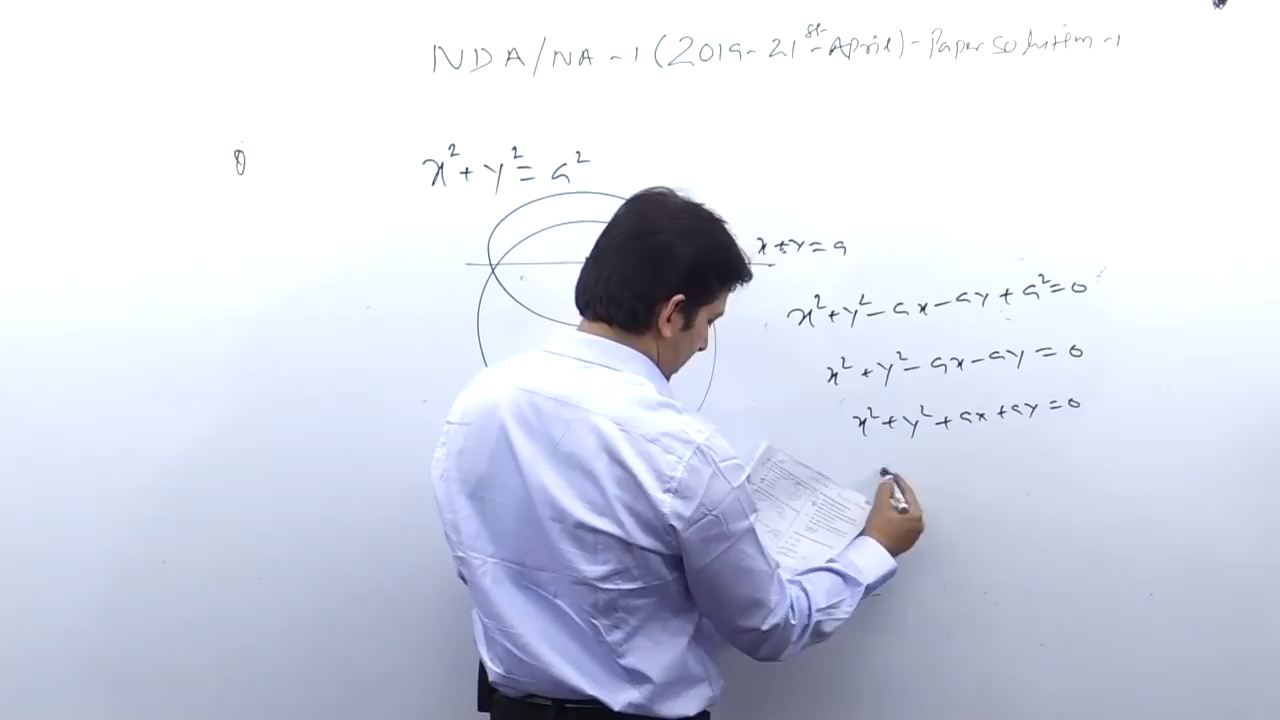 NDA/NA-1 (2019-21st-April)-Paper solution-1
x²+y²=a²
x+y=a
x²+y²-ax-ay+a²=0
x²+y²-ax-ay=0
x²+y²+ax+ay=0